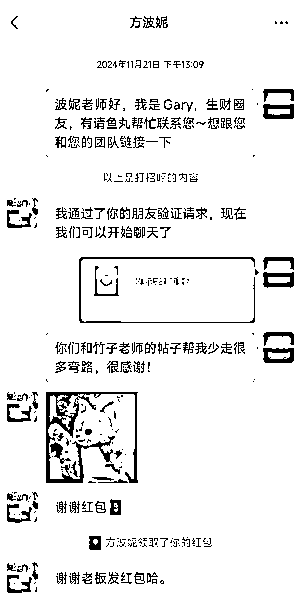 方波妮
2024年11月21日 下午13:09
波妮老师好，我是 Gary，生财圈
友，有请鱼丸帮忙联系您～想跟您
和您的团队链接一下
以上是打招呼的内容
我通过了你的朋友验证请求，现在
我们可以开始聊天了
你们和竹子老师的帖子帮我少走很
多弯路，很感谢！
谢谢红包
方波妮领取了你的红包
谢谢老板发红包哈。